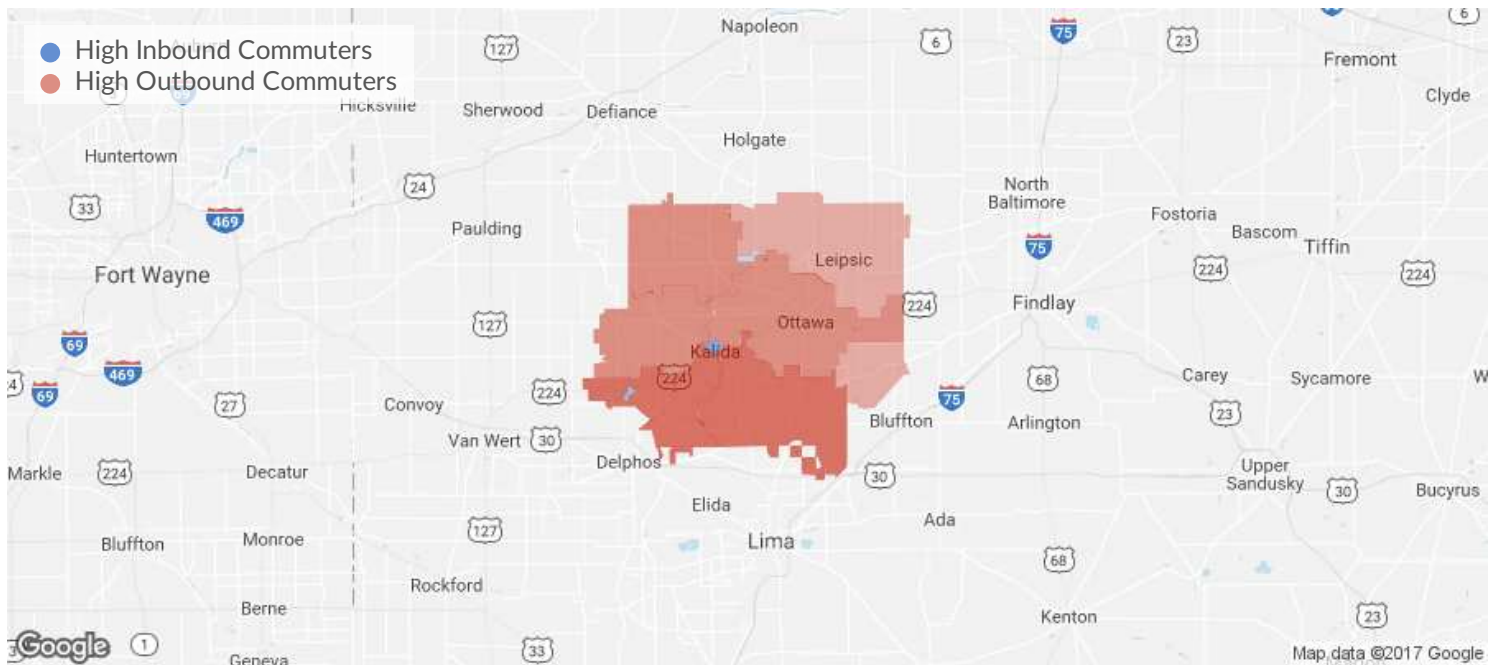 High Inbound Commuters
High Outbound Commuters
Napoleon
6
75
23
6
127
Fremont
Clyde
Hicksville
Sherwood
Defiance
Holgate
Huntertown
24
33
469
North
Baltimore
Fostoria
Bascom
Tiffin
Paulding
75
224
224
Leipsic
Fort Wayne
224
Findlay
127
Ottawa
69
Kalida
469
224
68
Carey
Sycamore
69
27
Convoy
224
75
23
Bluffton
Arlington
Van Wert
30
Delphos
Markle
224
Decatur
30
Upper
Sandusky
30
Bucyrus
Elida
Ada
127
Lima
Bluffton
Monroe
68
Rockford
Berne
Kenton
23
Google
1
33
Geneva
Map data ©2017 Google